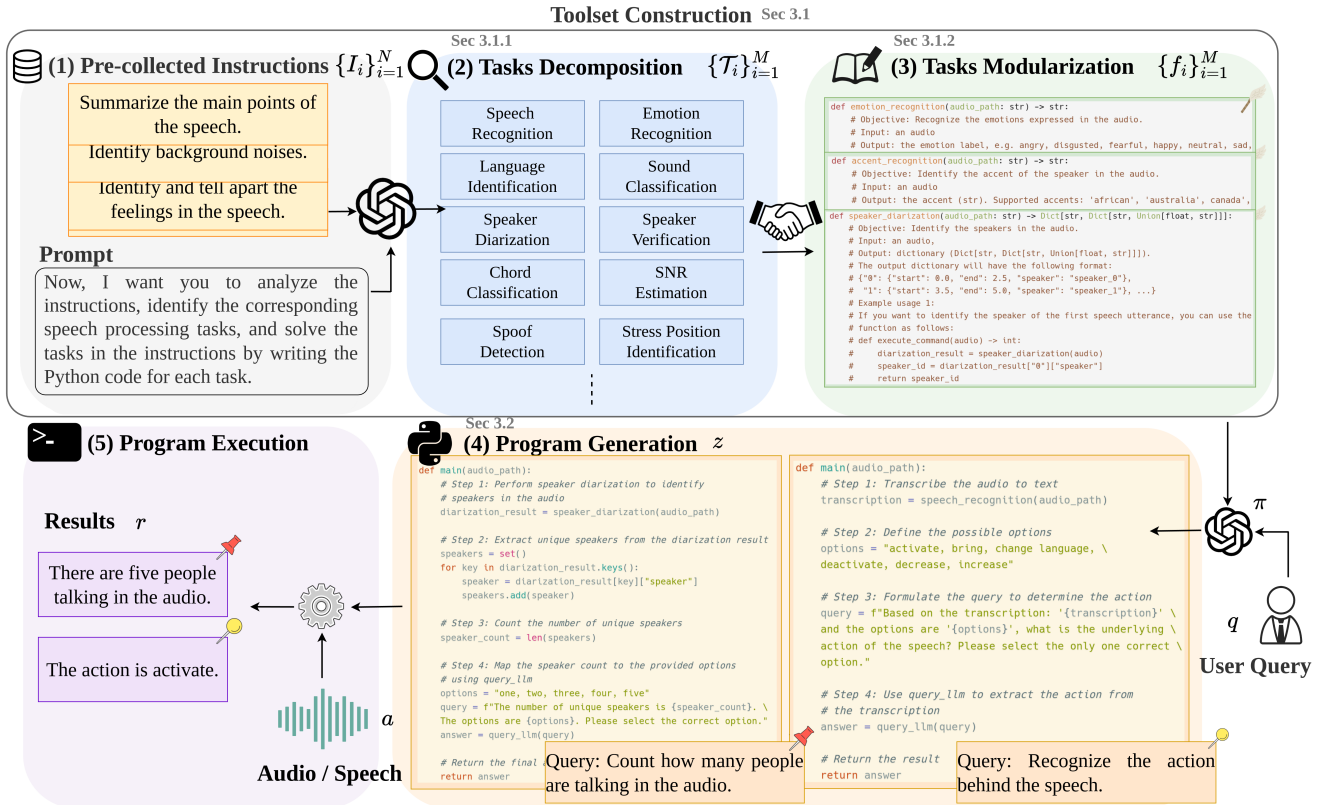 Toolset Construction Sec 3.1
Sec 3.1.1
Sec 3.1.2
(1) Pre-collected Instructions $\{I_i\}_{i=1}^N$
Summarize the main points of
the speech.
Identify background noises.
Identify and tell apart the
feelings in the speech.
Prompt
Now, I want you to analyze the
instructions, identify the corresponding
speech processing tasks, and solve the
tasks in the instructions by writing the
Python code for each task.
(2) Tasks Decomposition $\{\mathcal{T}_i\}_{i=1}^M$
Speech
Recognition
Emotion
Recognition
Language
Identification
Sound
Classification
Speaker
Diarization
Speaker
Verification
Chord
Classification
SNR
Estimation
Spoof
Detection
Stress Position
Identification
(3) Tasks Modularization $\{f_i\}_{i=1}^M$
def emotion_recognition(audio_path: str) -> str:
# Objective: Recognize the emotions expressed in the audio.
# Input: an audio
# Output: the emotion label, e.g. angry, disgusted, fearful, happy, neutral, sad,
def accent_recognition(audio_path: str) -> str:
# Objective: Identify the accent of the speaker in the audio.
# Input: an audio
# Output: the accent (str). Supported accents: 'african', 'australia', canada',
def speaker_diarization(audio_path: str) -> Dict[str, Dict[str, Union[float, str]]]:
# Objective: Identify the speakers in the audio.
# Input: an audio,
# Output: dictionary (Dict[str, Dict[str, Union[float, str]]]).
# The output dictionary will have the following format:
# {"0": {"start": 0.0, "end": 2.5, "speaker": "speaker_0"},
# "1": {"start": 3.5, "end": 5.0, "speaker": "speaker_1"}, ...}
# Example usage 1:
# If you want to identify the speaker of the first speech utterance, you can use the
# function as follows:
# def execute_command(audio) -> int:
# diarization_result = speaker_diarization(audio)
# speaker_id = diarization_result["0"]["speaker"]
# return speaker_id
Sec 3.2
(4) Program Generation z
def main(audio_path):
# Step 1: Perform speaker diarization to identify
# speakers in the audio
diarization_result = speaker_diarization(audio_path)
# Step 2: Extract unique speakers from the diarization result
speakers = set()
for key in diarization_result.keys():
speaker = diarization_result[key]["speaker"]
speakers.add(speaker)
# Step 3: Count the number of unique speakers
speaker_count = len(speakers)
# Step 4: Map the speaker count to the provided options
# using query_llm
options = "one, two, three, four, five"
query = f"The number of unique speakers is {speaker_count}. \
The options are {options}. Please select the correct option."
answer = query_llm(query)
# Return the final
return answer
Query: Count how many people
are talking in the audio.
def main(audio_path):
# Step 1: Transcribe the audio to text
transcription = speech_recognition(audio_path)
# Step 2: Define the possible options
options = "activate, bring, change language, \
deactivate, decrease, increase"
# Step 3: Formulate the query to determine the action
query = f"Based on the transcription: '{transcription}' \
and the options are '{options}', what is the underlying \
action of the speech? Please select the only one correct \
option."
# Step 4: Use query_llm to extract the action from
# the transcription
answer = query_llm(query)
# Return the result
return answer
Query: Recognize the action
behind the speech.
π
q
User Query
>-
(5) Program Execution
Results r
There are five people
talking in the audio.
The action is activate.
a
Audio / Speech